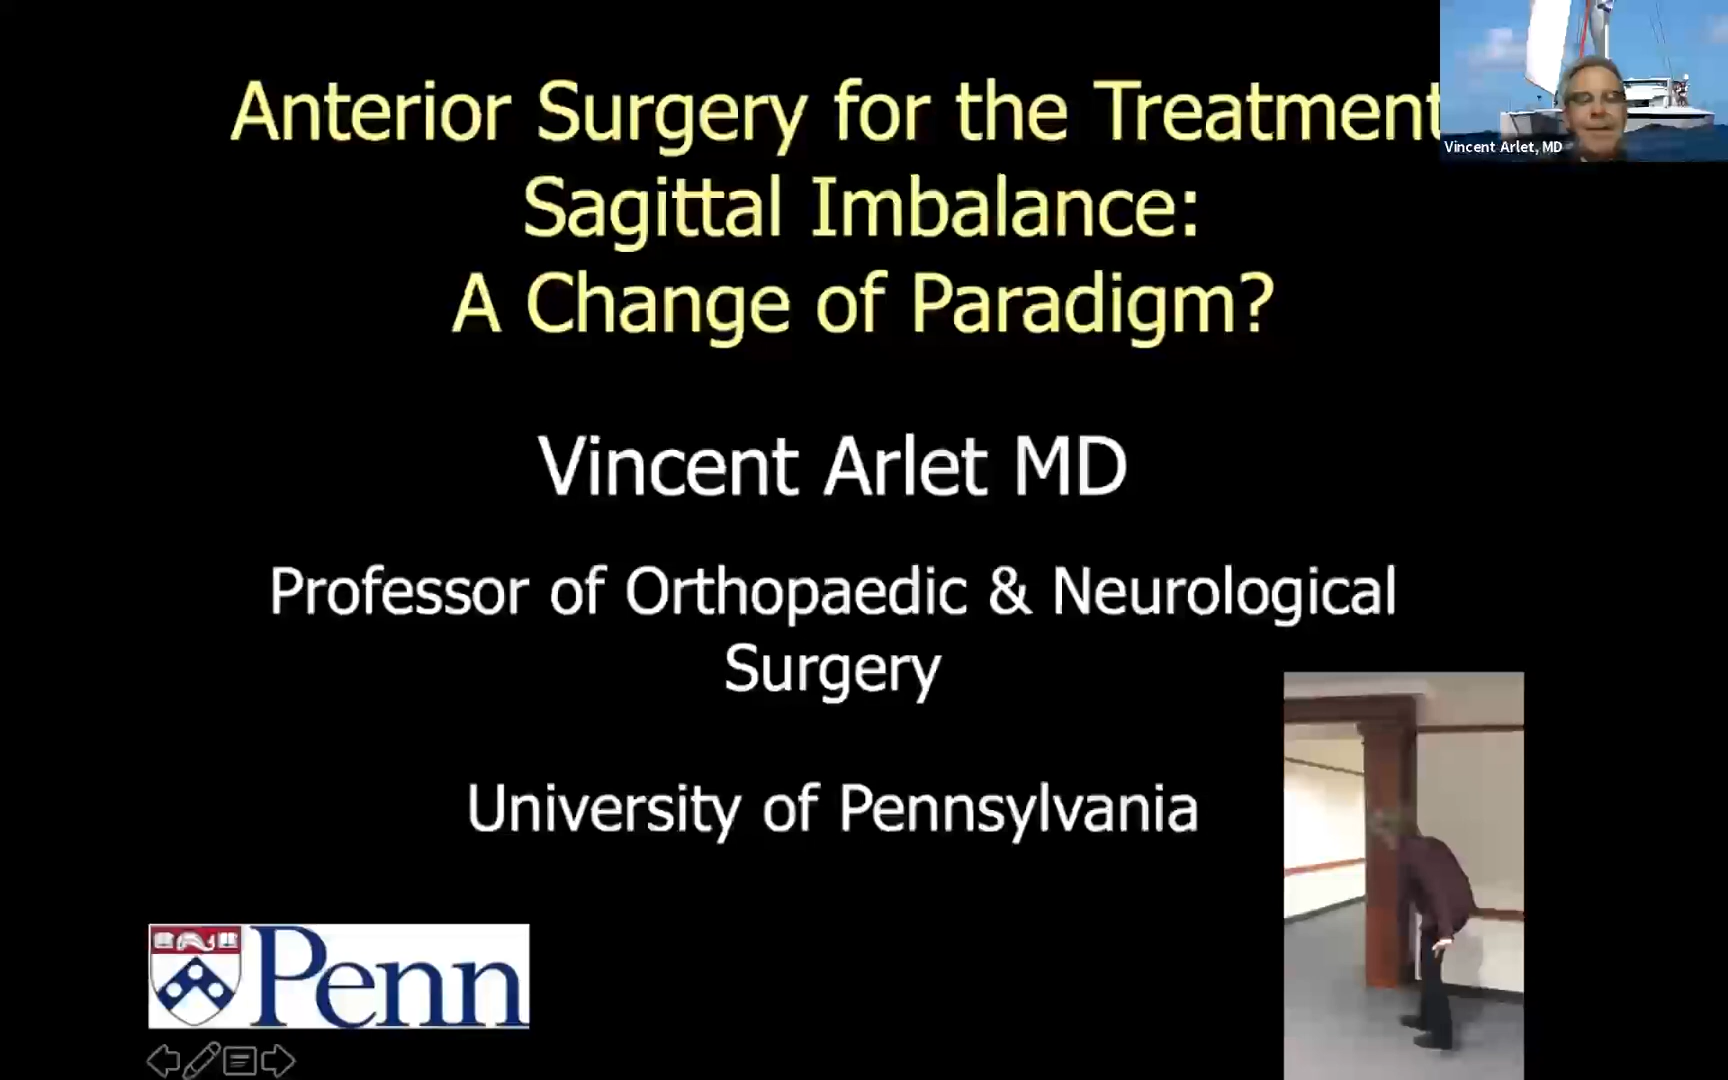 Anterior Surgery for the Treatment
Sagittal Imbalance:
A Change of Paradigm?
Vincent Arlet, MD
Vincent Arlet MD
Professor of Orthopaedic & Neurological
Surgery
University of Pennsylvania
Penn